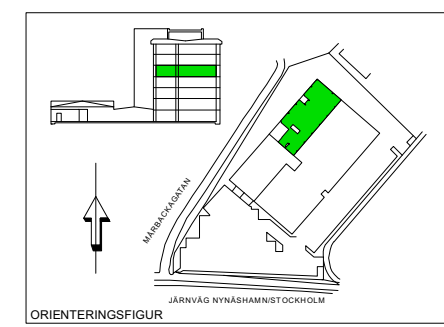 MÅRBACKAGATAN
JÄRNVÄG NYNÄSHAMN/STOCKHOLM
ORIENTERINGSFIGUR